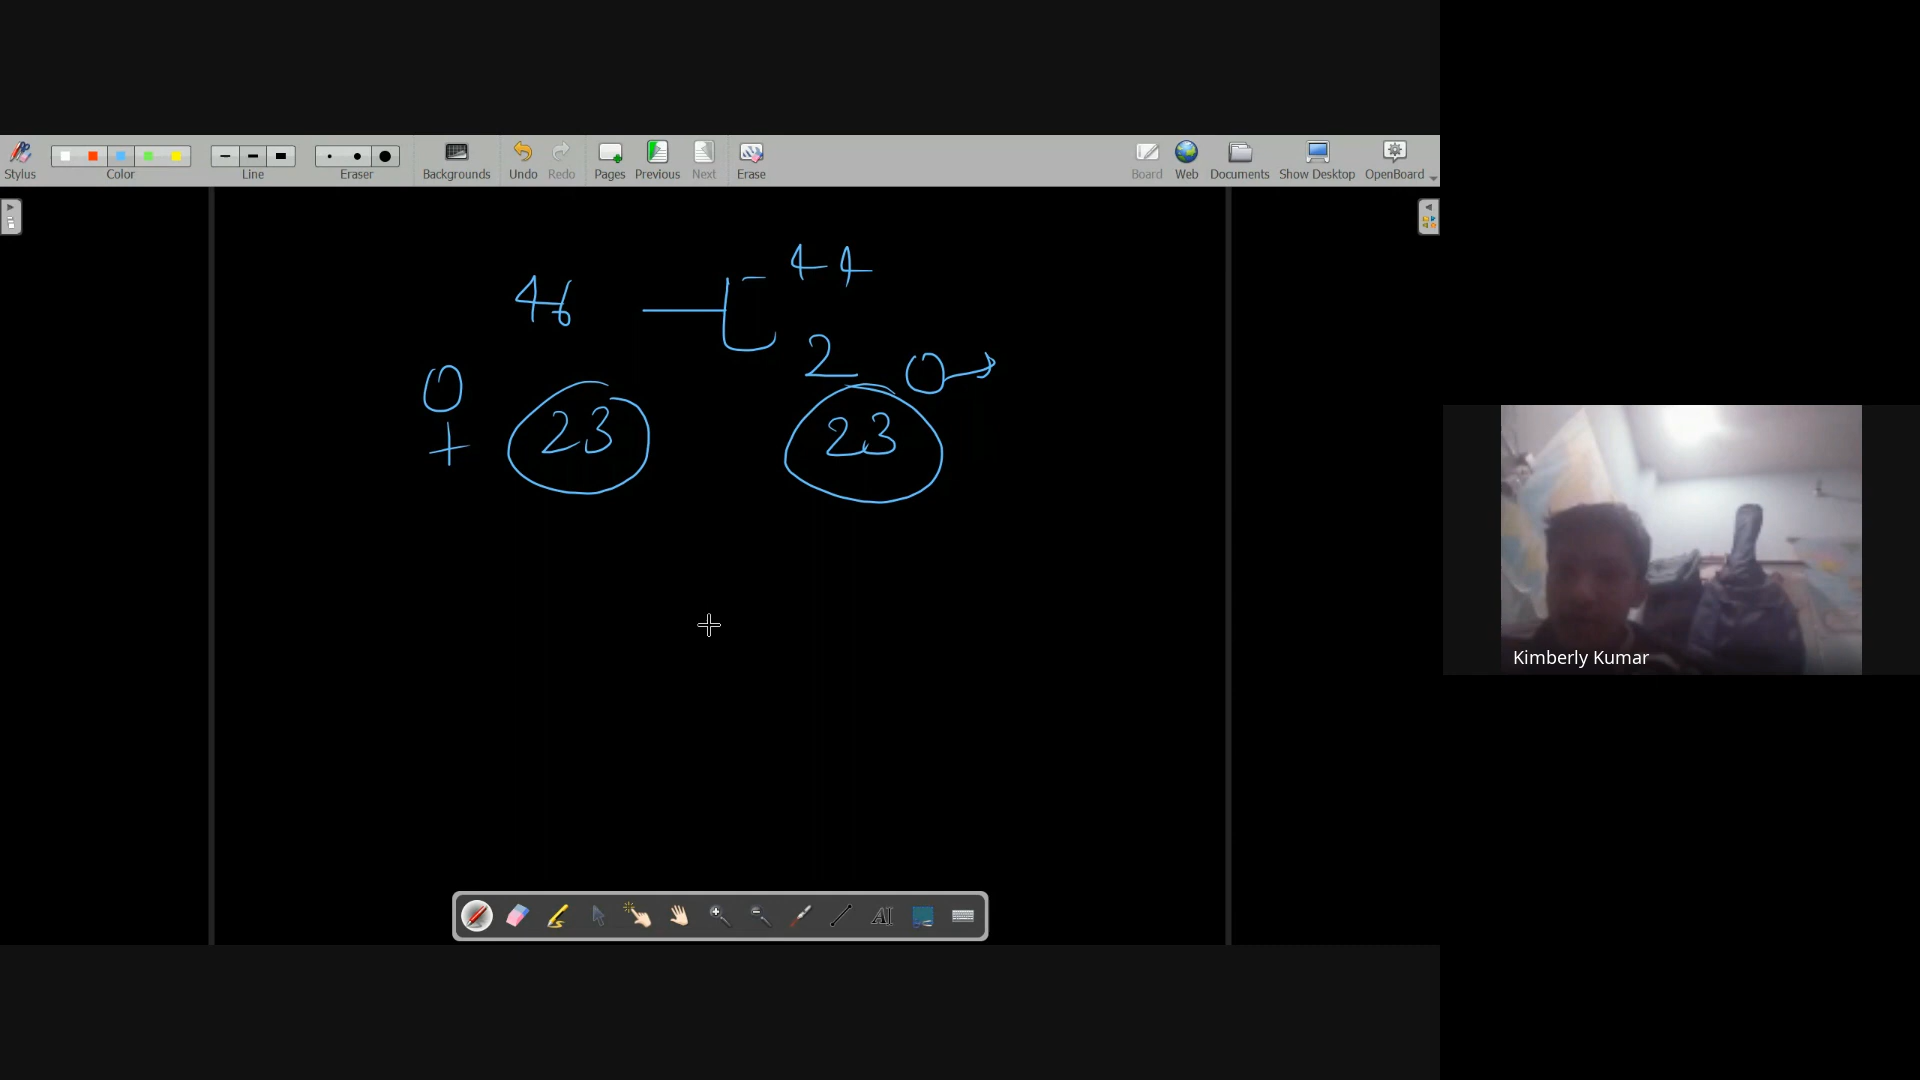 Stylus Color Line Eraser Backgrounds Undo Redo Pages Previous Next Erase Board Web Documents Show Desktop OpenBoard
44
46
2
0
0
23 23
+
AI
Kimberly Kumar